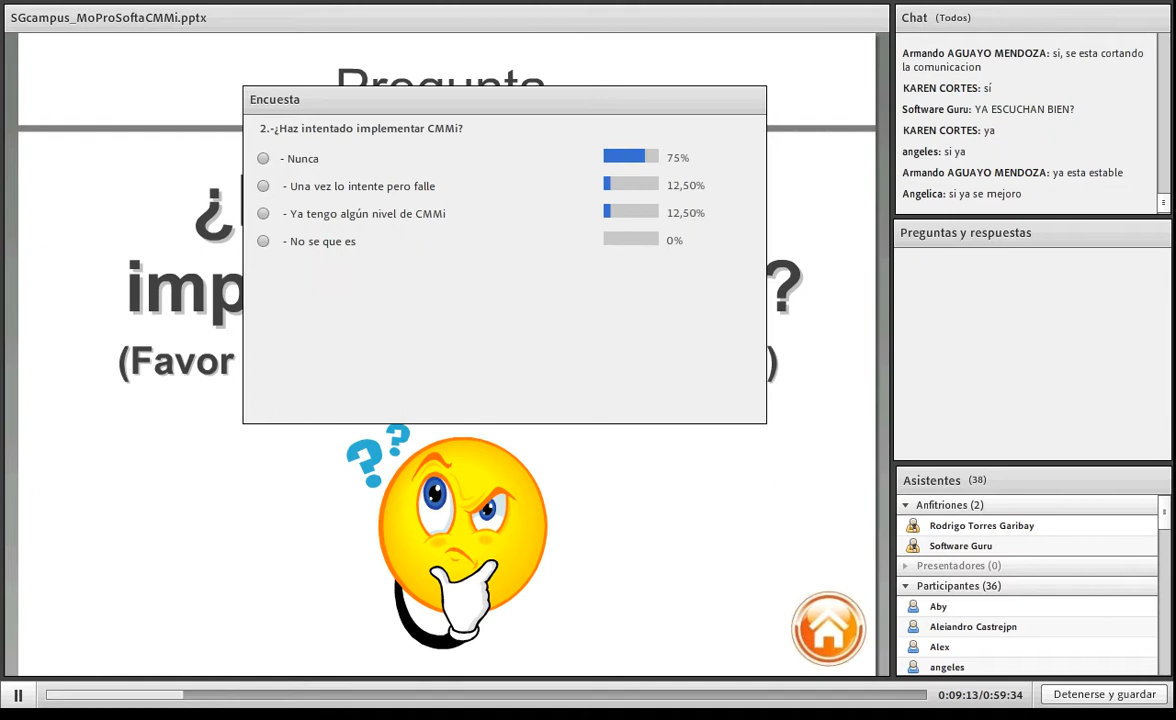 SGcampus_MoProSoftaCMMi.pptx
Pregunta
Encuesta
2.-¿Haz intentado implementar CMMi?
- Nunca 75%
- Una vez lo intente pero falle 12,50%
- Ya tengo algún nivel de CMMi 12,50%
- No se que es 0%
¿
imp ?
(Favor )
? ?
0:09:13/0:59:34
Detenerse y guardar
Chat (Todos)
Armando AGUAYO MENDOZA: si, se esta cortando
la comunicacion
KAREN CORTES: sí
Software Guru: YA ESCUCHAN BIEN?
KAREN CORTES: ya
angeles: si ya
Armando AGUAYO MENDOZA: ya esta estable
Angelica: si ya se mejoro
Preguntas y respuestas
Asistentes (38)
Anfitriones (2)
Rodrigo Torres Garibay
Software Guru
Presentadores (0)
Participantes (36)
Aby
Alejandro Castrejpn
Alex
angeles